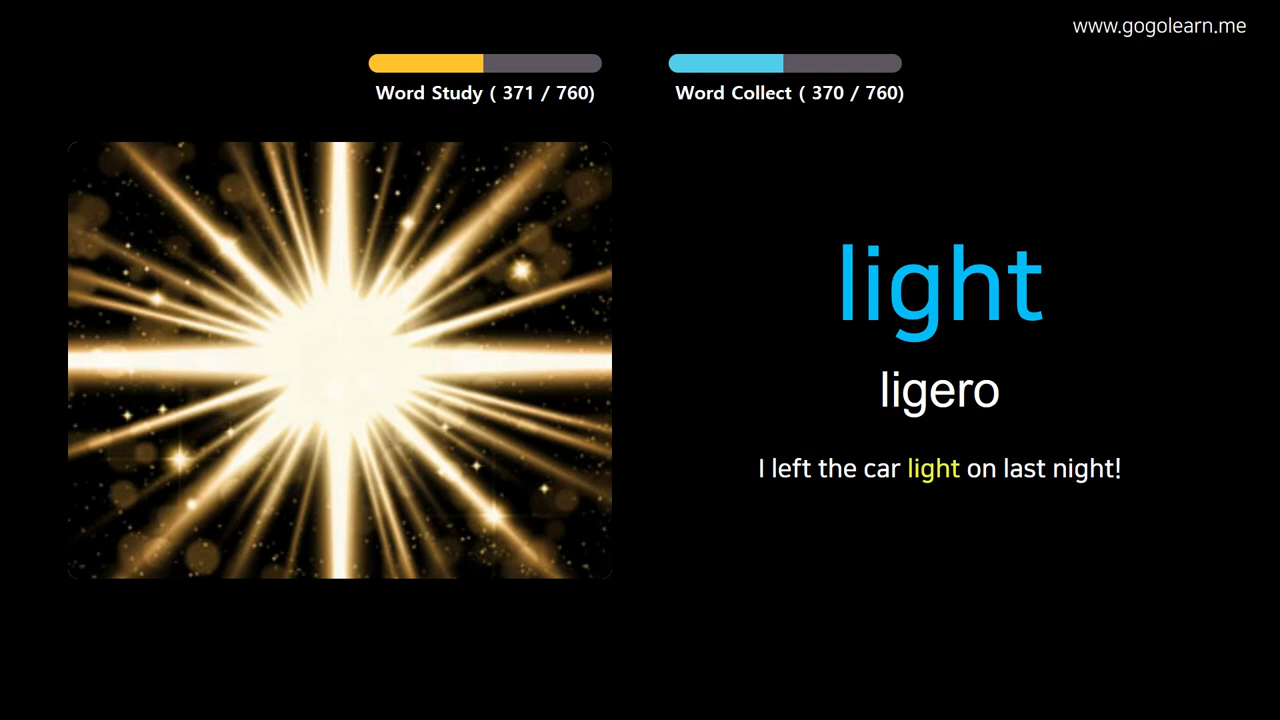 www.gogolearn.me
Word Study ( 371 / 760)
Word Collect ( 370 / 760)
light
ligero
I left the car light on last night!